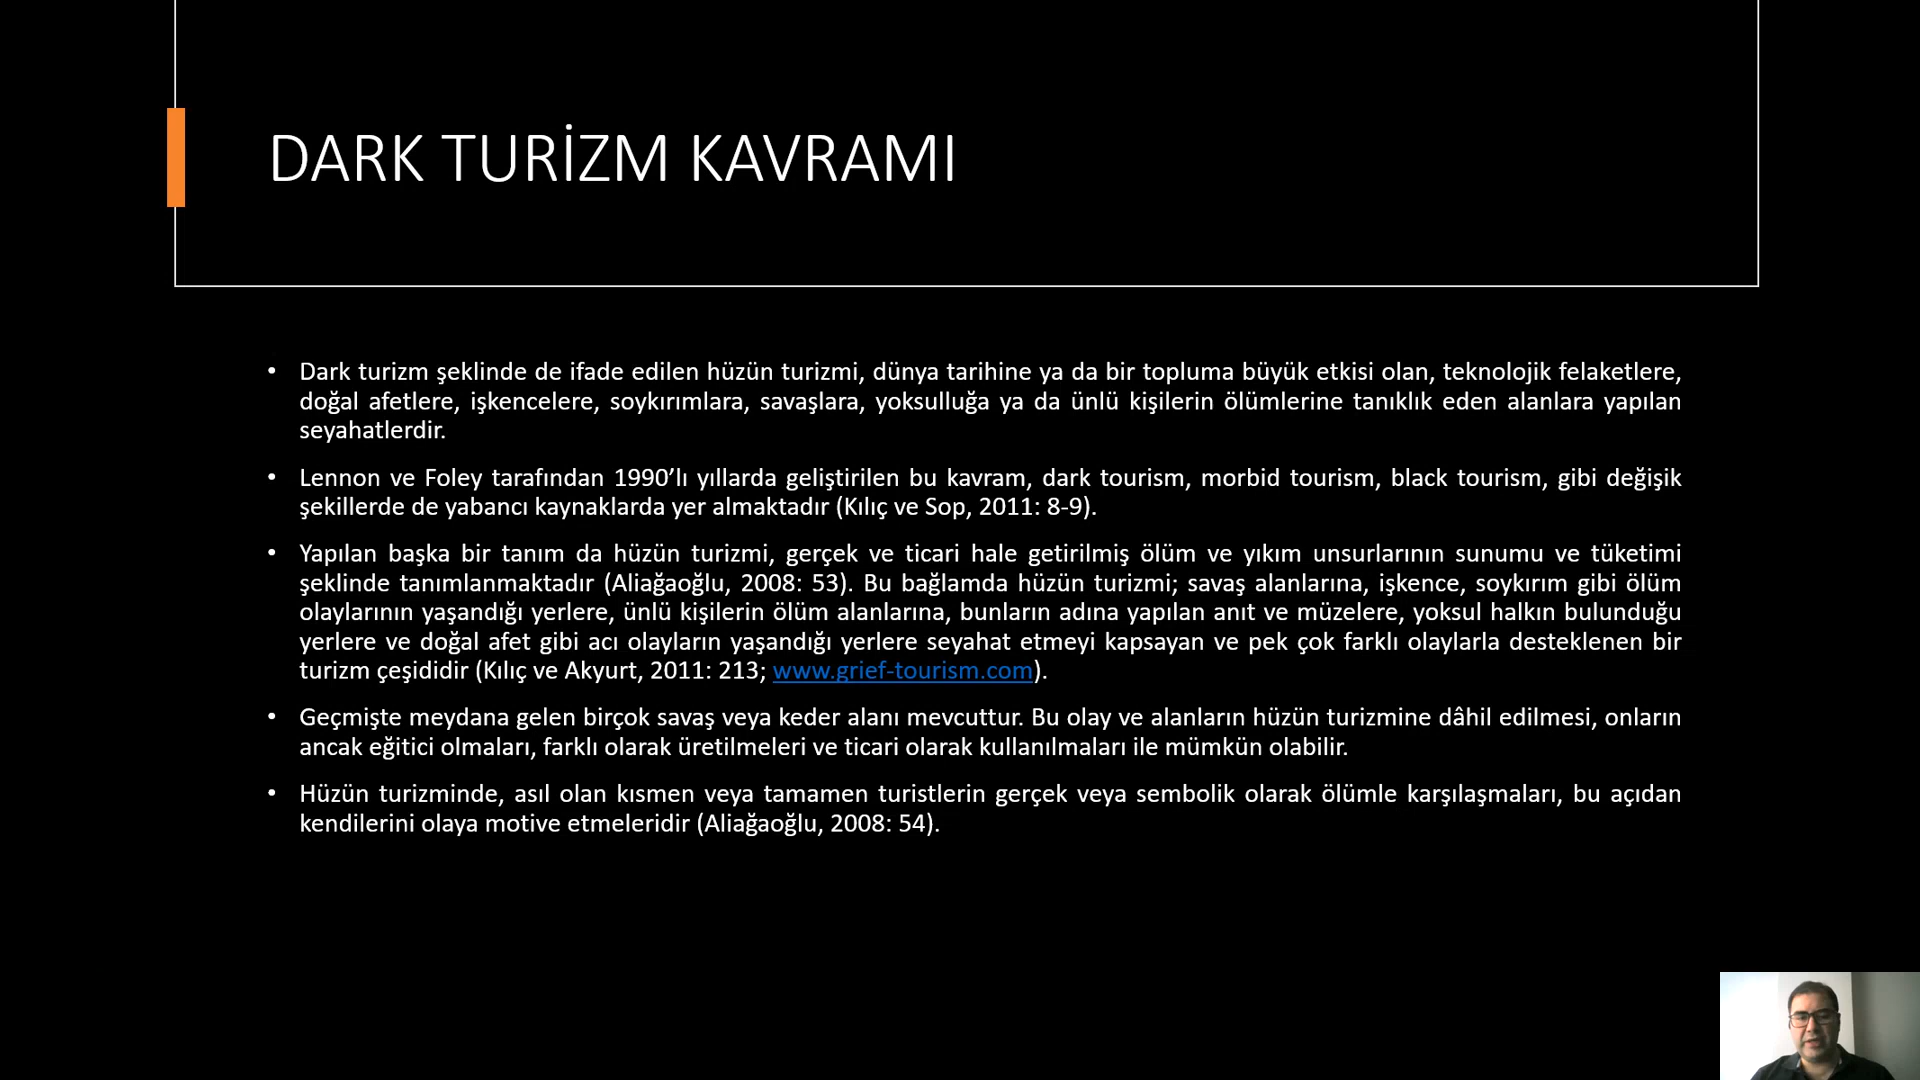 DARK TURİZM KAVRAMI
• Dark turizm şeklinde de ifade edilen hüzün turizmi, dünya tarihine ya da bir topluma büyük etkisi olan, teknolojik felaketlere,
doğal afetlere, işkencelere, soykırımlara, savaşlara, yoksulluğa ya da ünlü kişilerin ölümlerine tanıklık eden alanlara yapılan
seyahatlerdir.
• Lennon ve Foley tarafından 1990’lı yıllarda geliştirilen bu kavram, dark tourism, morbid tourism, black tourism, gibi değişik
şekillerde de yabancı kaynaklarda yer almaktadır (Kılıç ve Sop, 2011: 8-9).
• Yapılan başka bir tanım da hüzün turizmi, gerçek ve ticari hale getirilmiş ölüm ve yıkım unsurlarının sunumu ve tüketimi
şeklinde tanımlanmaktadır (Aliağaoğlu, 2008: 53). Bu bağlamda hüzün turizmi; savaş alanlarına, işkence, soykırım gibi ölüm
olaylarının yaşandığı yerlere, ünlü kişilerin ölüm alanlarına, bunların adına yapılan anıt ve müzelere, yoksul halkın bulunduğu
yerlere ve doğal afet gibi acı olayların yaşandığı yerlere seyahat etmeyi kapsayan ve pek çok farklı olaylarla desteklenen bir
turizm çeşididir (Kılıç ve Akyurt, 2011: 213; www.grief-tourism.com).
• Geçmişte meydana gelen birçok savaş veya keder alanı mevcuttur. Bu olay ve alanların hüzün turizmine dâhil edilmesi, onların
ancak eğitici olmaları, farklı olarak üretilmeleri ve ticari olarak kullanılmaları ile mümkün olabilir.
• Hüzün turizminde, asıl olan kısmen veya tamamen turistlerin gerçek veya sembolik olarak ölümle karşılaşmaları, bu açıdan
kendilerini olaya motive etmeleridir (Aliağaoğlu, 2008: 54).